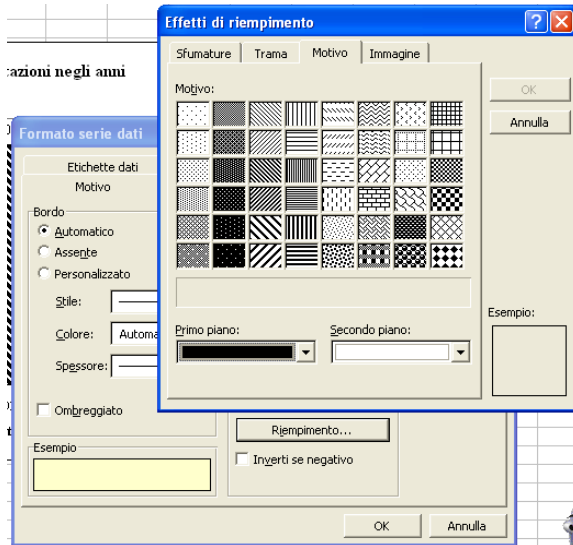 Effetti di riempimento
Sfumature Trama Motivo Immagine
Motivo:
OK
Annulla
Primo piano: Secondo piano:
Esempio:
tazioni negli anni
Formato serie dati
Etichette dati
Motivo
Bordo
Automatico
Assente
Personalizzato
Stile:
Colore: Automa
Spessore:
Ombreggiato
Esempio
Riempimento...
Inverti se negativo
OK Annulla